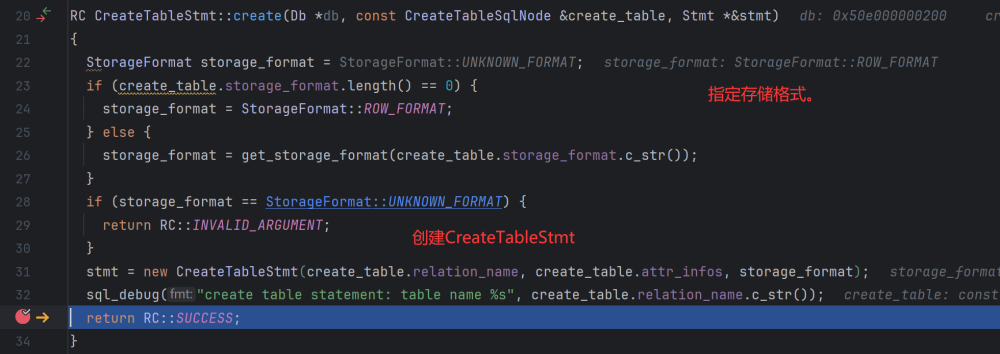 20 RC CreateTableStmt::create(Db *db, const CreateTableSqlNode &create_table, Stmt *&stmt) db: 0x50e000000200
21 {
22 StorageFormat storage_format = StorageFormat::UNKNOWN_FORMAT; storage_format: StorageFormat::ROW_FORMAT
23 if (create_table.storage_format.length() == 0) {
指定存储格式。
24 storage_format = StorageFormat::ROW_FORMAT;
25 } else {
26 storage_format = get_storage_format(create_table.storage_format.c_str());
27 }
28 if (storage_format == StorageFormat::UNKNOWN_FORMAT) {
29 return RC::INVALID_ARGUMENT;
创建CreateTableStmt
30 }
31 stmt = new CreateTableStmt(create_table.relation_name, create_table.attr_infos, storage_format); storage_format
32 sql_debug(fmt:"create table statement: table name %s", create_table.relation_name.c_str()); create_table: const
return RC::SUCCESS;
34 }